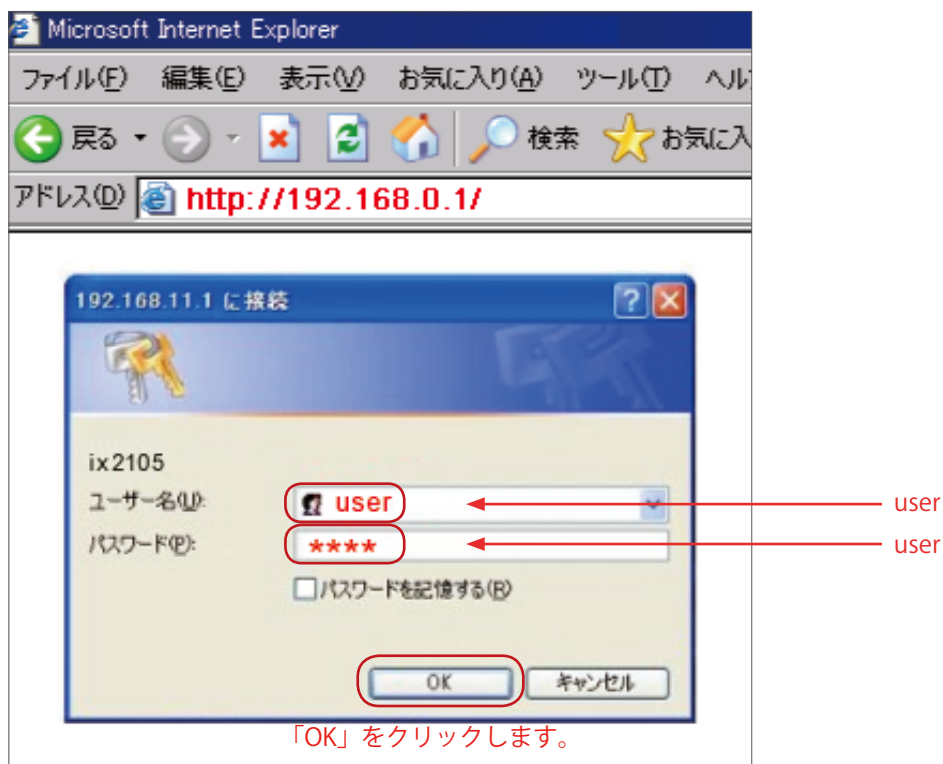 Microsoft Internet Explorer
ファイル(F) 編集(E) 表示(V) お気に入り(A) ツール(T) ヘル
戻る 検索 お気に入
アドレス(D) http://192.168.0.1/
192.168.11.1 に接続
ix2105
ユーザー名(U): user
user
パスワード(P): ****
user
パスワードを記憶する(R)
OK キャンセル
「OK」をクリックします。